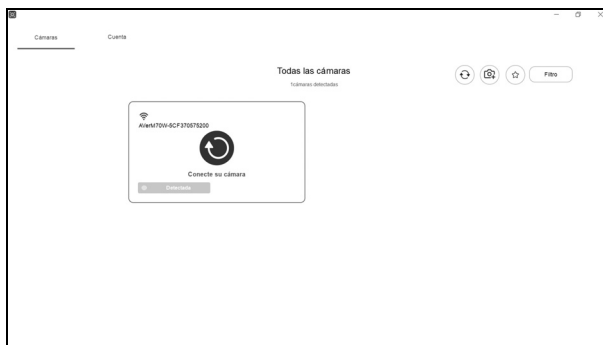 Cámaras
Cuenta
Todas las cámaras
1cámaras detectadas
Filtro
AVerM70W-5CF370575200
Conecte su cámara
Detectada